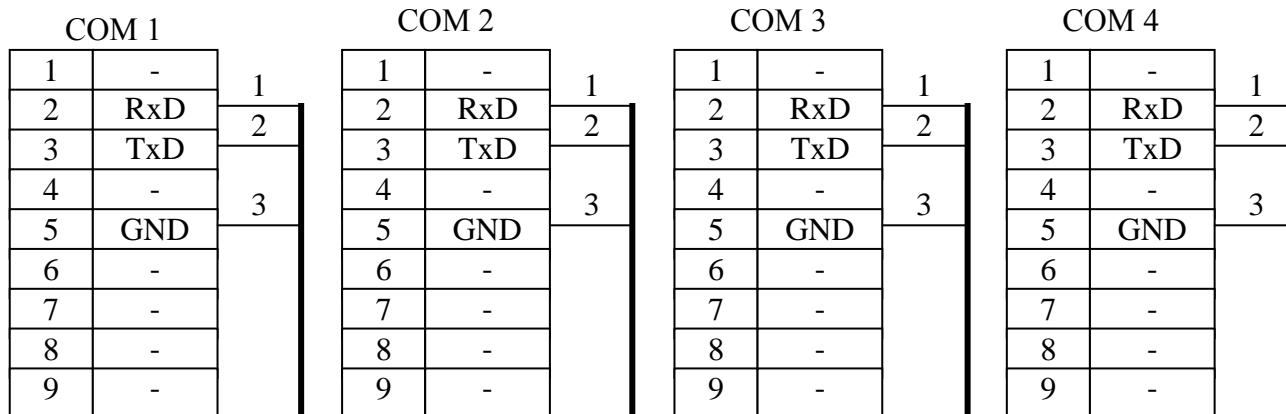 COM 1 COM 2 COM 3 COM 4
1 - 1 - 1 - 1 -
1 1 1 1
2 RxD 2 RxD 2 RxD 2 RxD
2 2 2 2
3 TxD 3 TxD 3 TxD 3 TxD
4 - 4 - 4 - 4 -
3 3 3 3
5 GND 5 GND 5 GND 5 GND
6 - 6 - 6 - 6 -
7 - 7 - 7 - 7 -
8 - 8 - 8 - 8 -
9 - 9 - 9 - 9 -